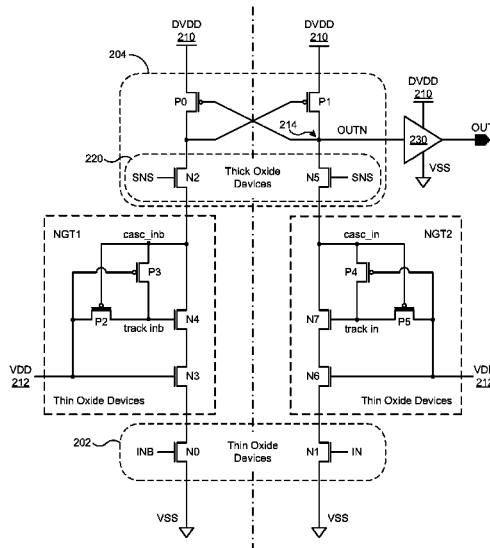 DVDD
210
DVDD
210
204
P0
P1
DVDD
210
214
OUTN
230
OUT
VSS
220
SNS
N2
Thick Oxide
Devices
N5
SNS
NGT1
casc_inb
casc_in
NGT2
P3
P4
P2
track inb
N4
N7
track in
P5
VDD
212
N3
N6
VDD
212
Thin Oxide Devices
Thin Oxide Devices
202
INB
N0
Thin Oxide
Devices
N1
IN
VSS
VSS